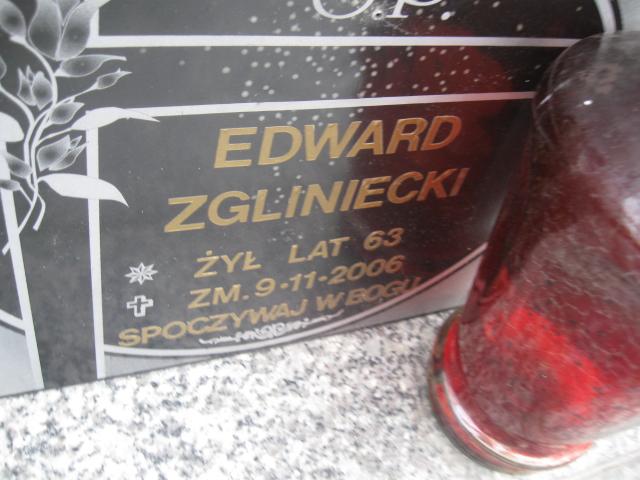 Ś.P.
EDWARD
ZGLINIECKI
ŻYŁ LAT 63
ZM. 9-11-2006
SPOCZYWAJ W BOGU